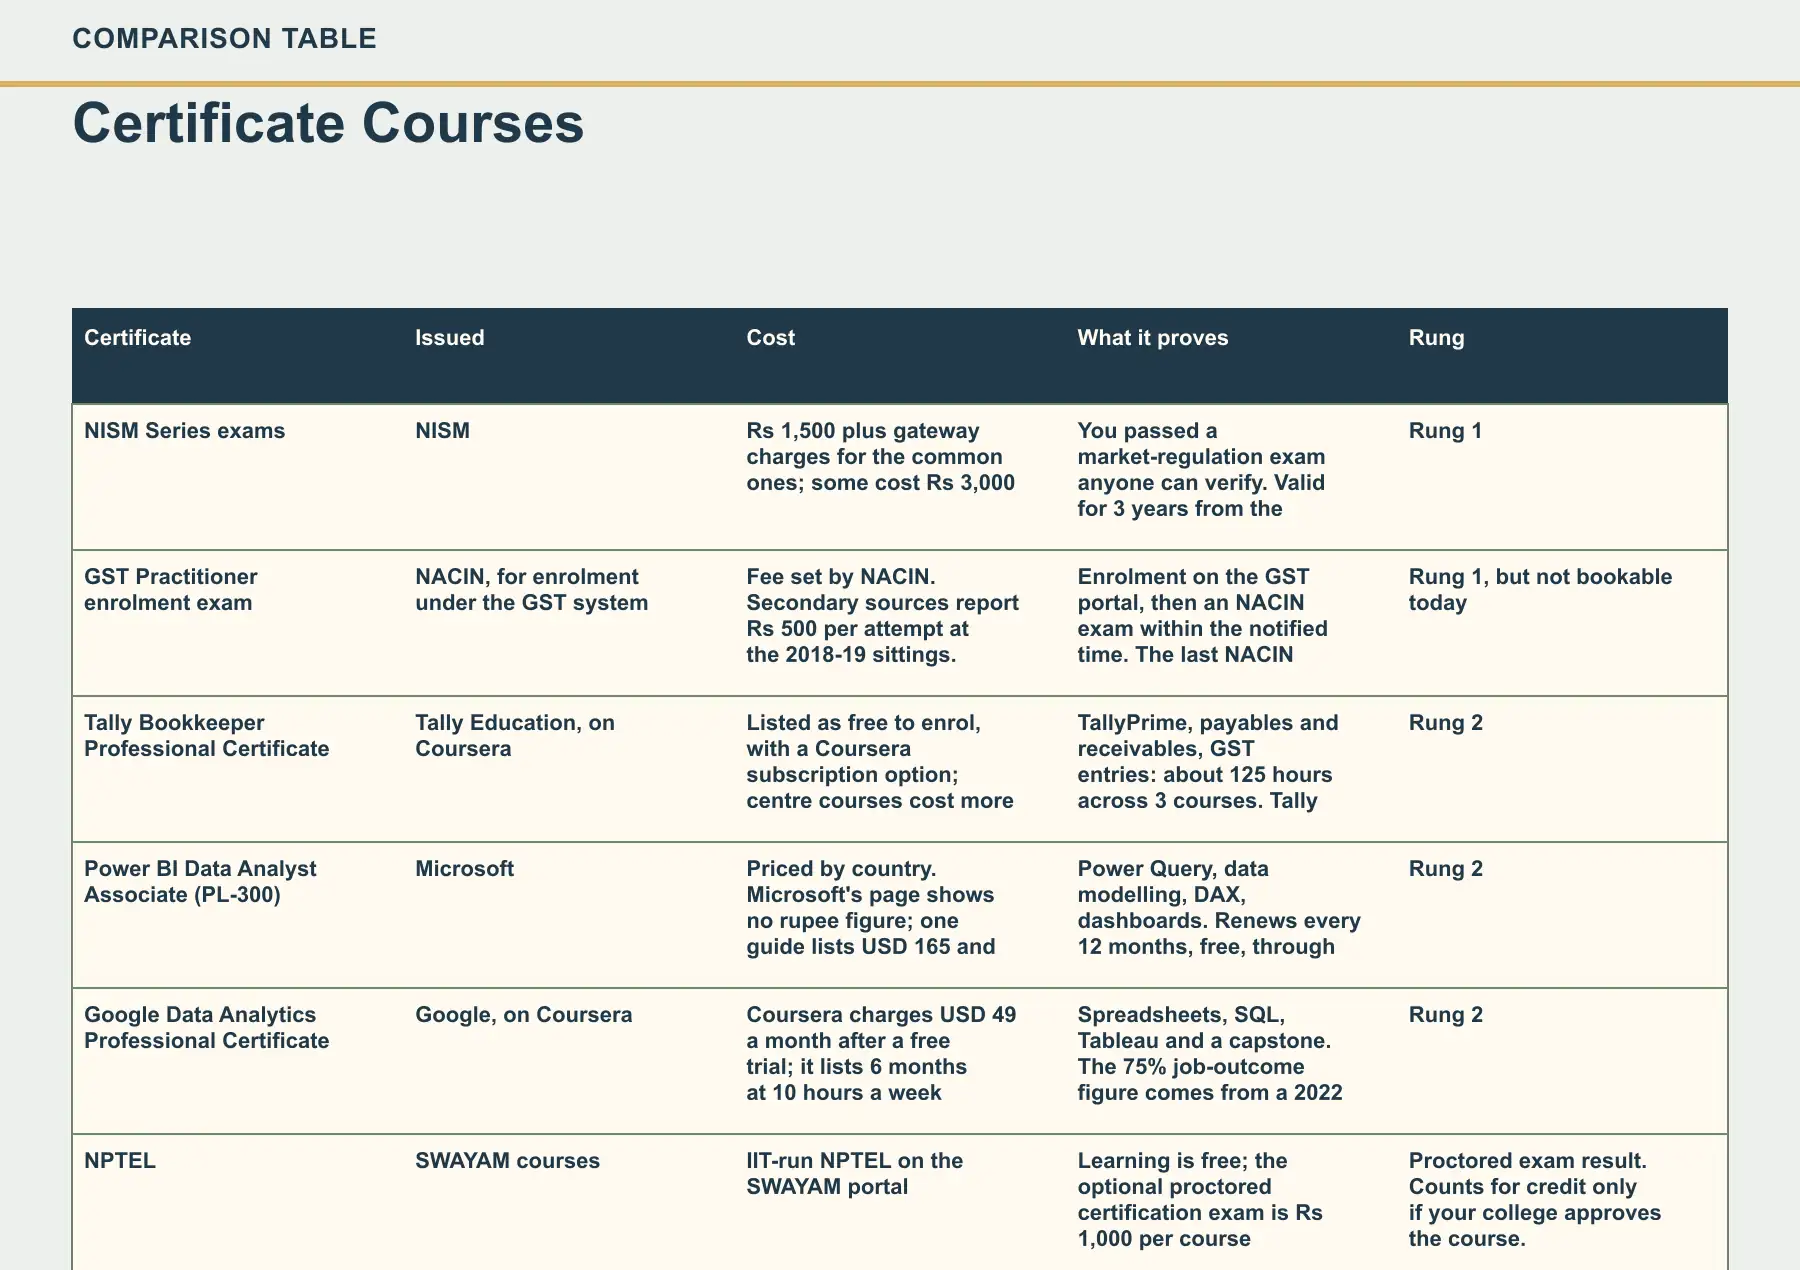 COMPARISON TABLE
Certificate Courses
Certificate
Issued
Cost
What it proves
Rung
NISM Series exams
NISM
Rs 1,500 plus gateway
charges for the common
ones; some cost Rs 3,000
You passed a
market-regulation exam
anyone can verify. Valid
for 3 years from the
Rung 1
GST Practitioner
enrolment exam
NACIN, for enrolment
under the GST system
Fee set by NACIN.
Secondary sources report
Rs 500 per attempt at
the 2018-19 sittings.
Enrolment on the GST
portal, then an NACIN
exam within the notified
time. The last NACIN
Rung 1, but not bookable
today
Tally Bookkeeper
Professional Certificate
Tally Education, on
Coursera
Listed as free to enrol,
with a Coursera
subscription option;
centre courses cost more
TallyPrime, payables and
receivables, GST
entries: about 125 hours
across 3 courses. Tally
Rung 2
Power BI Data Analyst
Associate (PL-300)
Microsoft
Priced by country.
Microsoft's page shows
no rupee figure; one
guide lists USD 165 and
Power Query, data
modelling, DAX,
dashboards. Renews every
12 months, free, through
Rung 2
Google Data Analytics
Professional Certificate
Google, on Coursera
Coursera charges USD 49
a month after a free
trial; it lists 6 months
at 10 hours a week
Spreadsheets, SQL,
Tableau and a capstone.
The 75% job-outcome
figure comes from a 2022
Rung 2
NPTEL
SWAYAM courses
IIT-run NPTEL on the
SWAYAM portal
Learning is free; the
optional proctored
certification exam is Rs
1,000 per course
Proctored exam result.
Counts for credit only
if your college approves
the course.